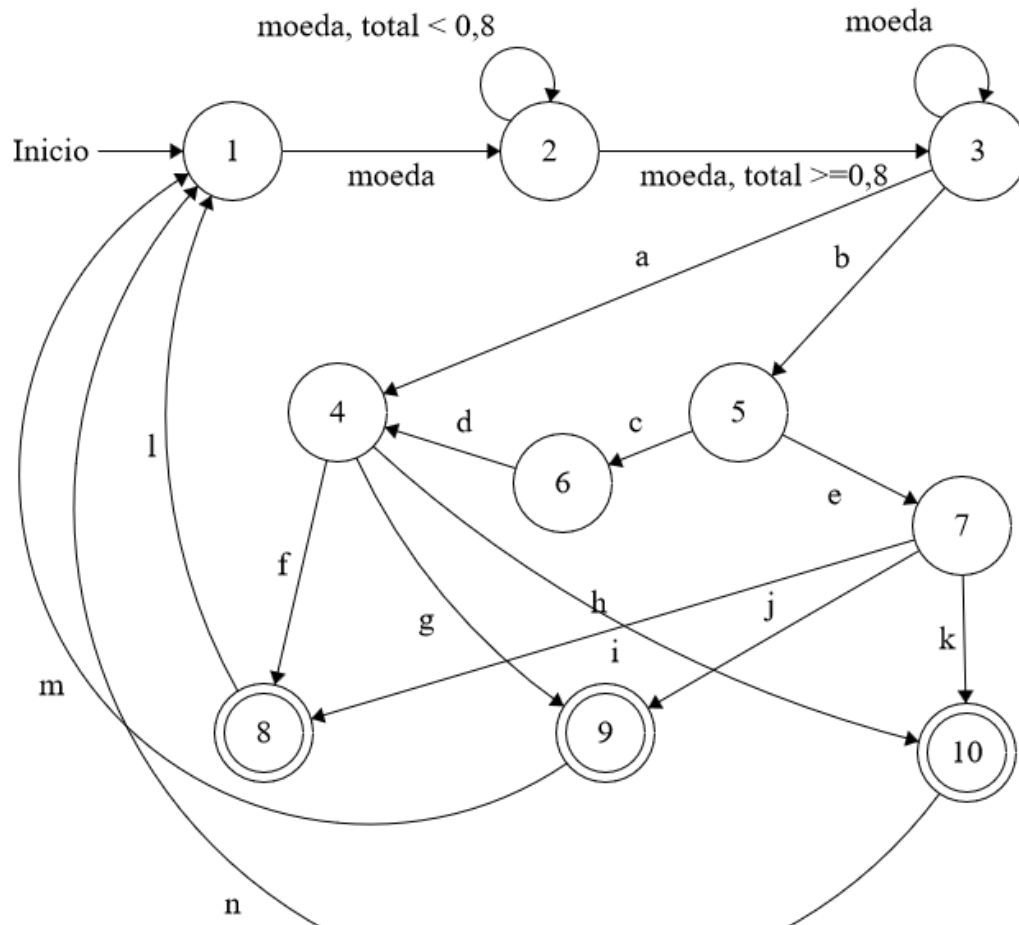 moeda, total < 0,8
moeda
Inicio
1
2
3
moeda
moeda, total >=0,8
a
b
4
d
c
5
6
e
7
l
f
g
h
i
j
k
m
8
9
10
n